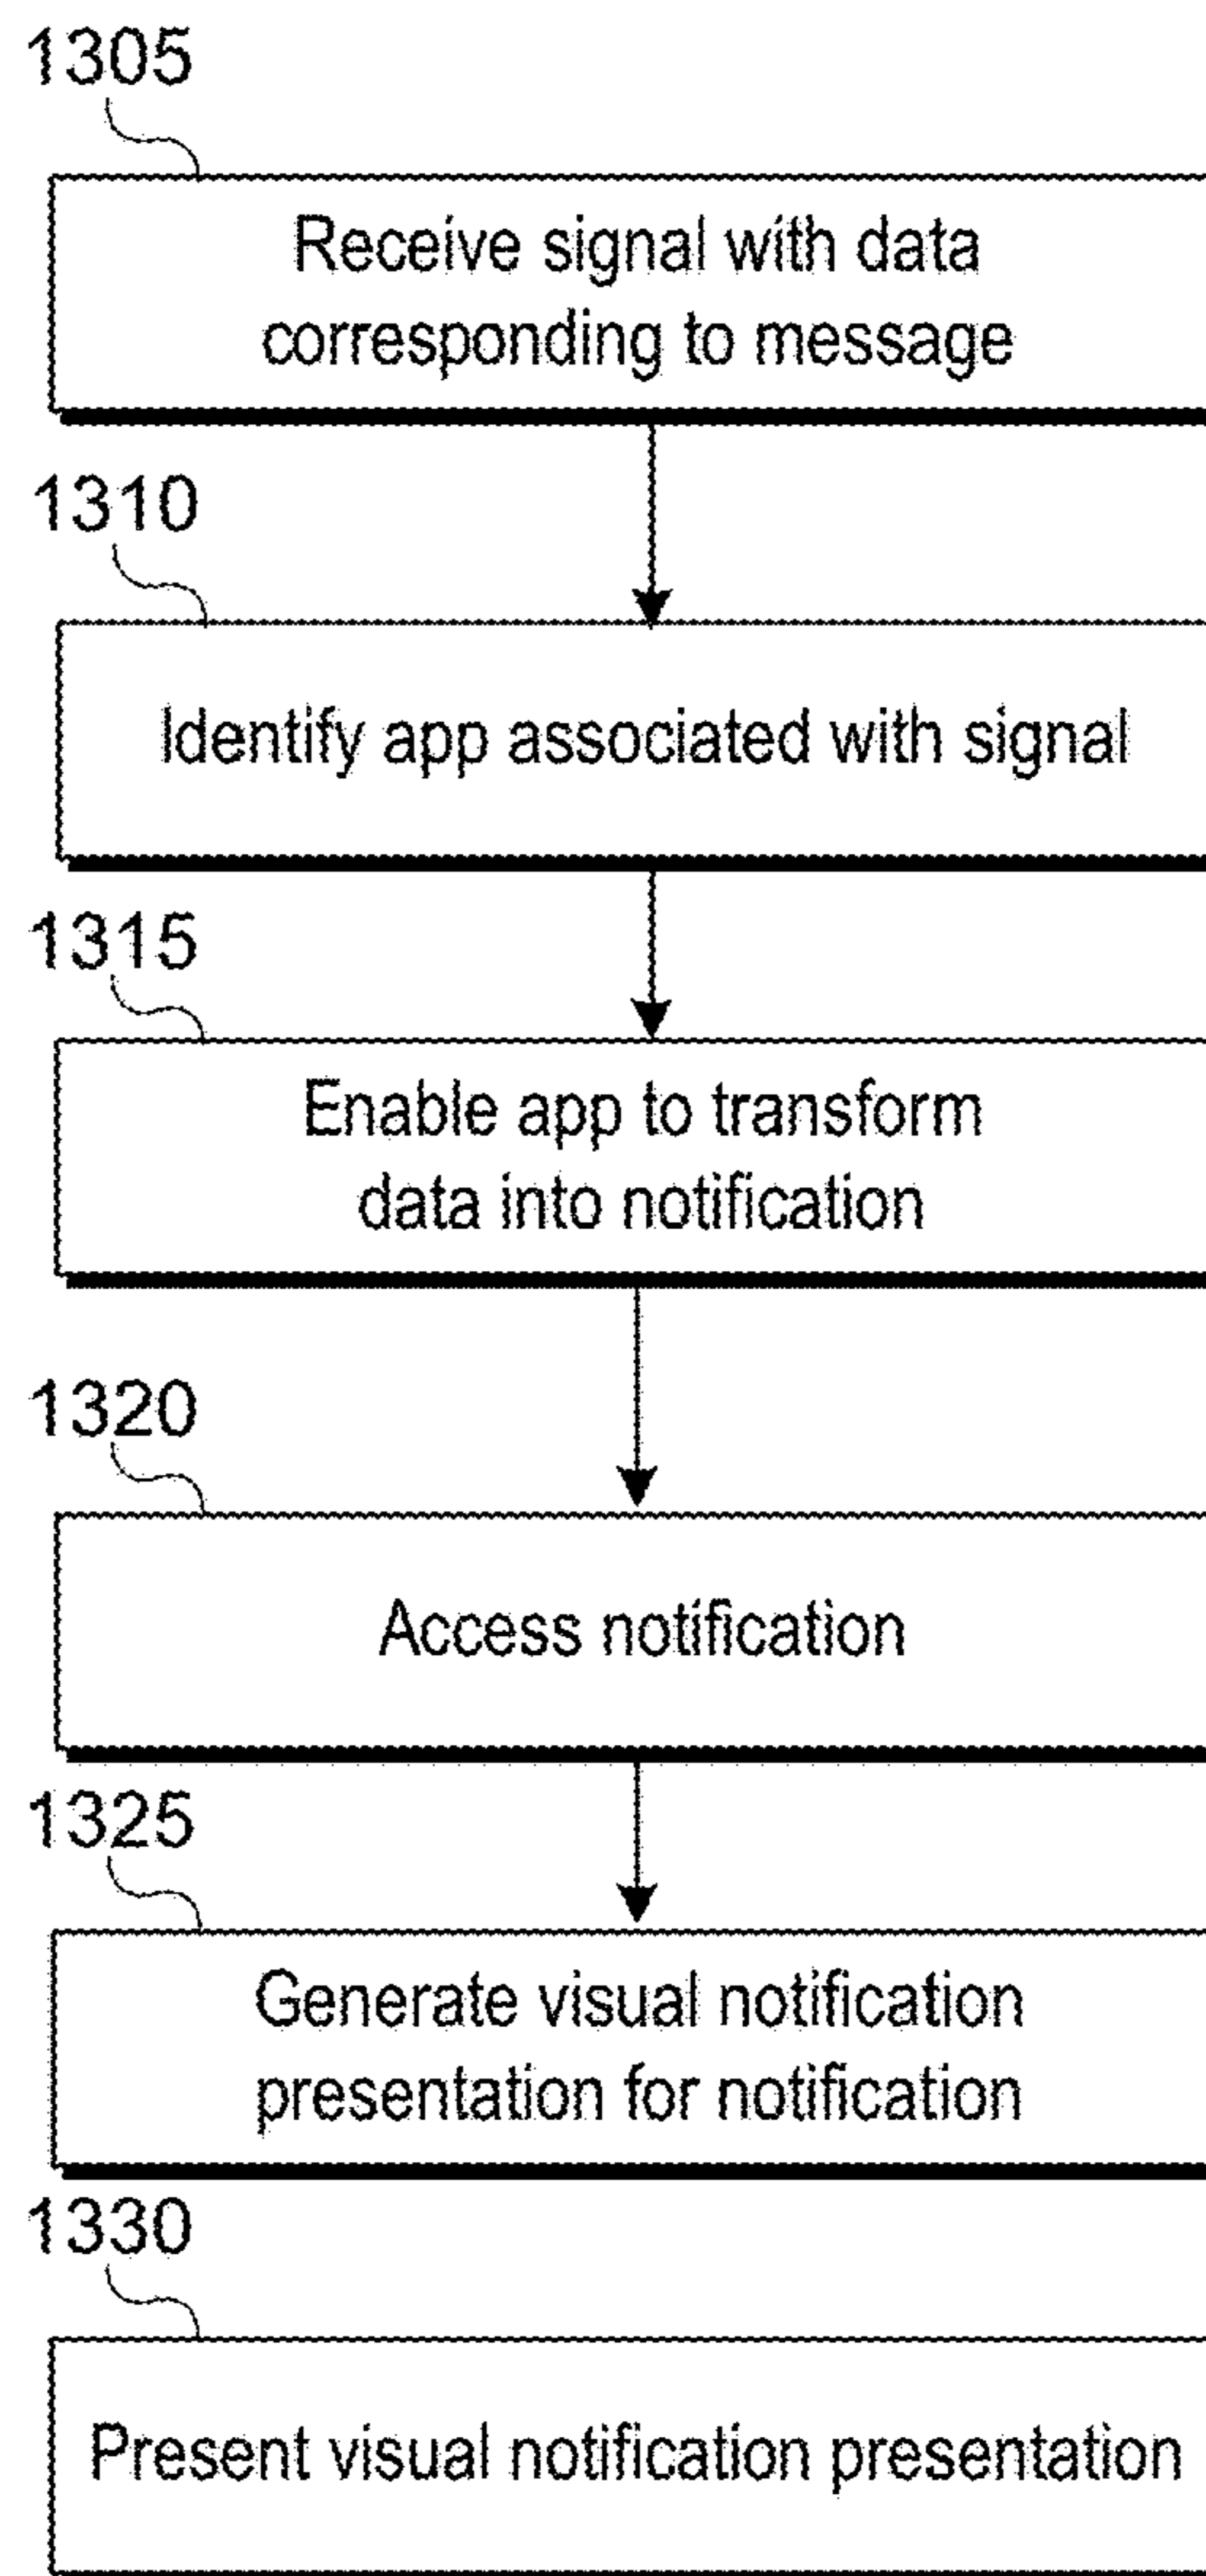 1305
Receive signal with data
corresponding to message
1310
Identify app associated with signal
1315
Enable app to transform
data into notification
1320
Access notification
1325
Generate visual notification
presentation for notification
1330
Present visual notification presentation